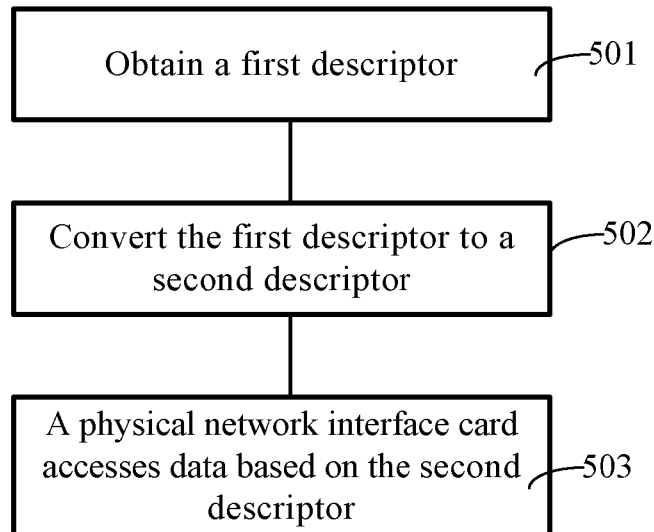 Obtain a first descriptor
501
Convert the first descriptor to a
second descriptor
502
A physical network interface card
accesses data based on the second
descriptor
503